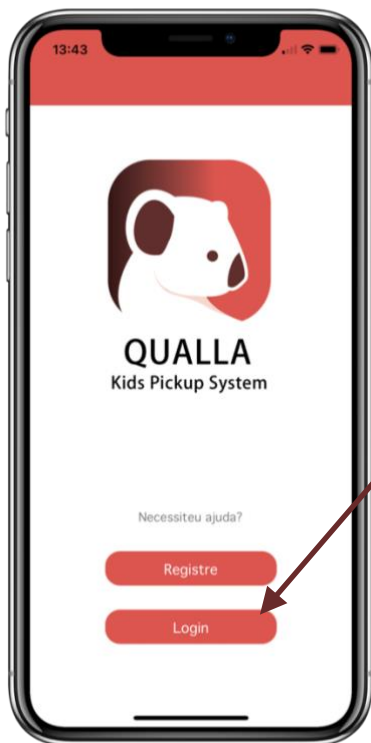 13:43
QUALLA
Kids Pickup System
Necessiteu ajuda?
Registre
Login